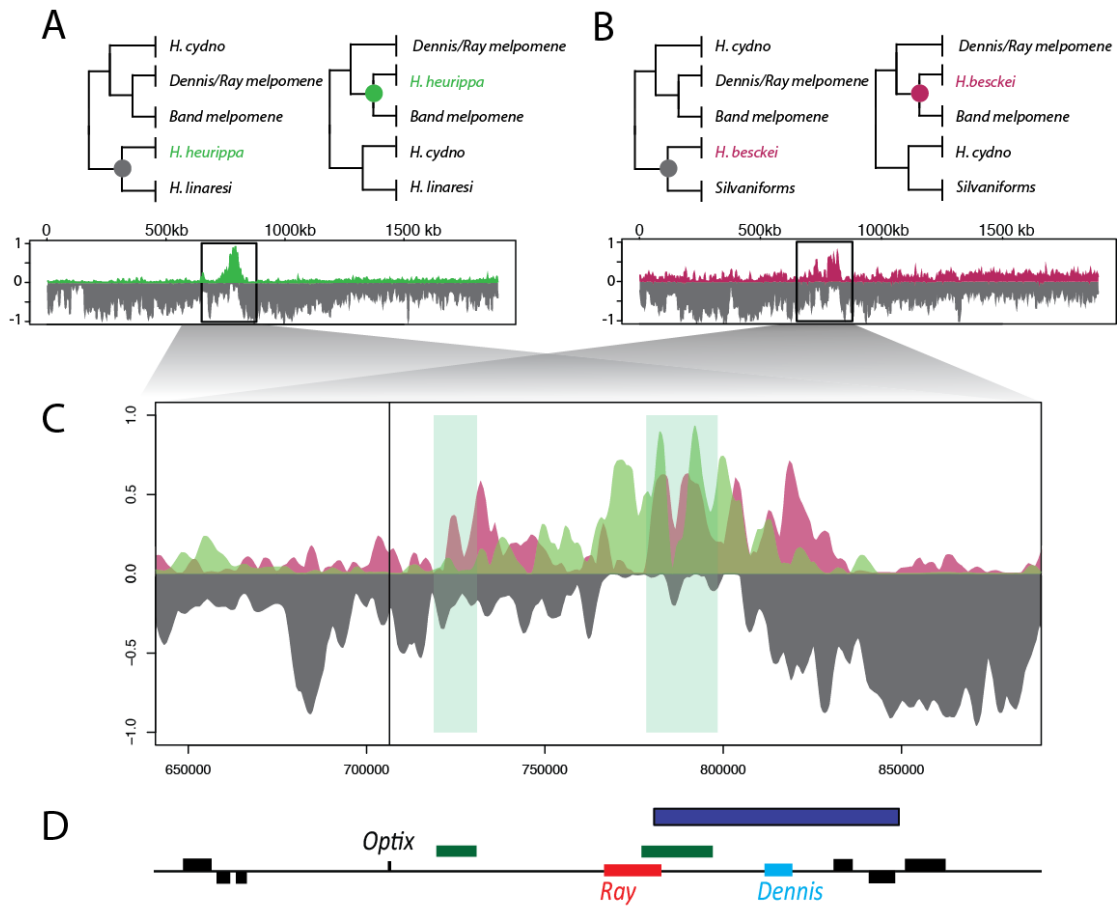 A
H. cydno
Dennis/Ray melpomene
Band melpomene
H. heurippa
H. linaresi
Dennis/Ray melpomene
H. heurippa
Band melpomene
H. cydno
H. linaresi
0 500kb 1000kb 1500 kb
1
0
-1
B
H. cydno
Dennis/Ray melpomene
Band melpomene
H. besckei
Silvaniforms
Dennis/Ray melpomene
H.besckei
Band melpomene
H. cydno
Silvaniforms
0 500kb 1000kb 1500 kb
1
0
-1
C
1.0
0.5
0.0
-0.5
-1.0
650000 700000 750000 800000 850000
D
Optix
Ray
Dennis